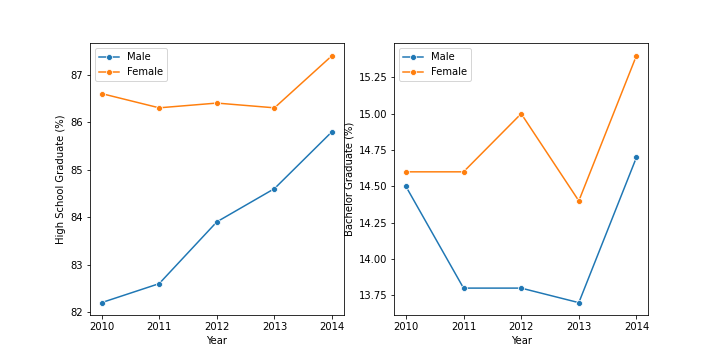 Male
Female
87
86
85
84
83
82
High School Graduate (%)
2010 2011 2012 2013 2014
Year
Male
Female
15.25
15.00
14.75
14.50
14.25
14.00
13.75
Bachelor Graduate (%)
2010 2011 2012 2013 2014
Year